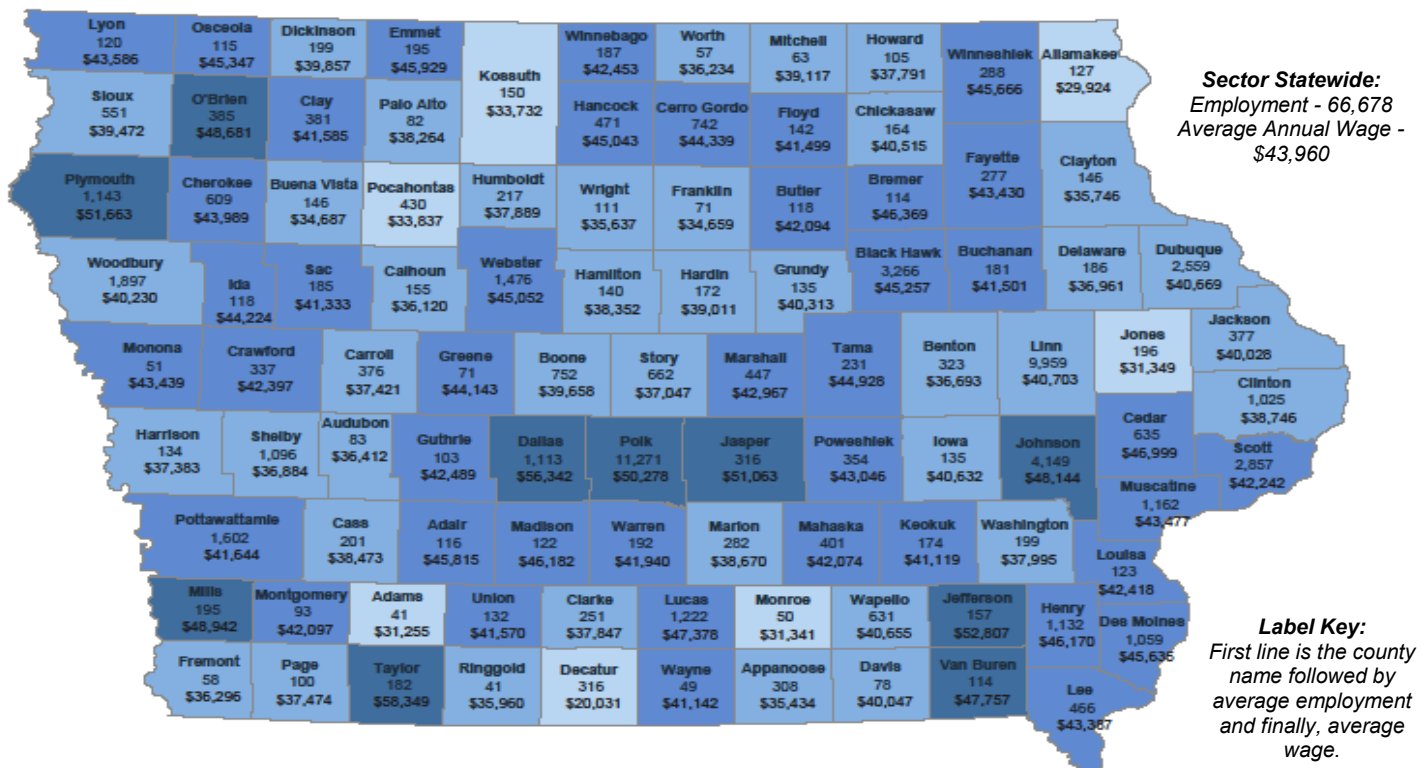 Lyon
120
$43,586
Osceola
115
$45,347
Dickinson
199
$39,857
Emmet
195
$45,929
Kossuth
150
$33,732
Winnebago
187
$42,453
Worth
57
$36,234
Mitchell
63
$39,117
Howard
105
$37,791
Winneshiek
288
$45,666
Allamakee
127
$29,924
Sector Statewide:
Employment - 66,678
Average Annual Wage -
$43,960
Sioux
551
$39,472
O'Brien
385
$48,681
Clay
381
$41,585
Palo Alto
82
$38,264
Hancock
471
$45,043
Cerro Gordo
742
$44,339
Floyd
142
$41,499
Chickasaw
164
$40,515
Fayette
277
$43,430
Clayton
146
$35,746
Plymouth
1,143
$51,663
Cherokee
609
$43,989
Buena Vista
146
$34,687
Pocahontas
430
$33,837
Humboldt
217
$37,889
Wright
111
$35,637
Franklin
71
$34,659
Butler
118
$42,094
Bremer
114
$46,369
Woodbury
1,897
$40,230
Ida
118
$44,224
Sac
185
$41,333
Calhoun
155
$36,120
Webster
1,476
$45,052
Hamilton
140
$38,352
Hardin
172
$39,011
Grundy
135
$40,313
Black Hawk
3,266
$45,257
Buchanan
181
$41,501
Delaware
186
$36,961
Dubuque
2,559
$40,669
Monona
51
$43,439
Crawford
337
$42,397
Carroll
376
$37,421
Greene
71
$44,143
Boone
752
$39,658
Story
662
$37,047
Marshall
447
$42,967
Tama
231
$44,928
Benton
323
$36,693
Linn
9,959
$40,703
Jones
196
$31,349
Jackson
377
$40,028
Clinton
1,025
$38,746
Harrison
134
$37,383
Shelby
1,096
$36,884
Audubon
83
$36,412
Guthrie
103
$42,489
Dallas
1,113
$56,342
Polk
11,271
$50,278
Jasper
316
$51,063
Poweshiek
354
$43,046
Iowa
135
$40,632
Johnson
4,149
$48,144
Cedar
635
$46,999
Scott
2,857
$42,242
Muscatine
1,162
$43,477
Pottawattamie
1,602
$41,644
Cass
201
$38,473
Adair
116
$45,815
Madison
122
$46,182
Warren
192
$41,940
Marion
282
$38,670
Mahaska
401
$42,074
Keokuk
174
$41,119
Washington
199
$37,995
Louisa
123
$42,418
Mills
195
$48,942
Montgomery
93
$42,097
Adams
41
$31,255
Union
132
$41,570
Clarke
251
$37,847
Lucas
1,222
$47,378
Monroe
50
$31,341
Wapello
631
$40,655
Jefferson
157
$52,807
Henry
1,132
$46,170
Des Moines
1,059
$45,635
Fremont
58
$36,296
Page
100
$37,474
Taylor
182
$58,349
Ringgold
41
$35,960
Decatur
316
$20,031
Wayne
49
$41,142
Appanoose
308
$35,434
Davis
78
$40,047
Van Buren
114
$47,757
Lee
466
$43,387
Label Key:
First line is the county
name followed by
average employment
and finally, average
wage.